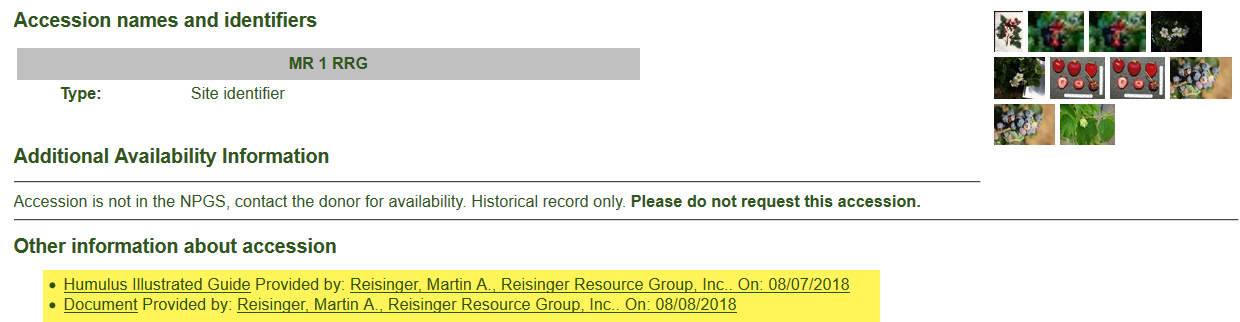 Accession names and identifiers
MR 1 RRG
Type: Site identifier
Additional Availability Information
Accession is not in the NPGS, contact the donor for availability. Historical record only. Please do not request this accession.
Other information about accession
• Humulus Illustrated Guide Provided by: Reisinger, Martin A., Reisinger Resource Group, Inc.. On: 08/07/2018
• Document Provided by: Reisinger, Martin A., Reisinger Resource Group, Inc.. On: 08/08/2018